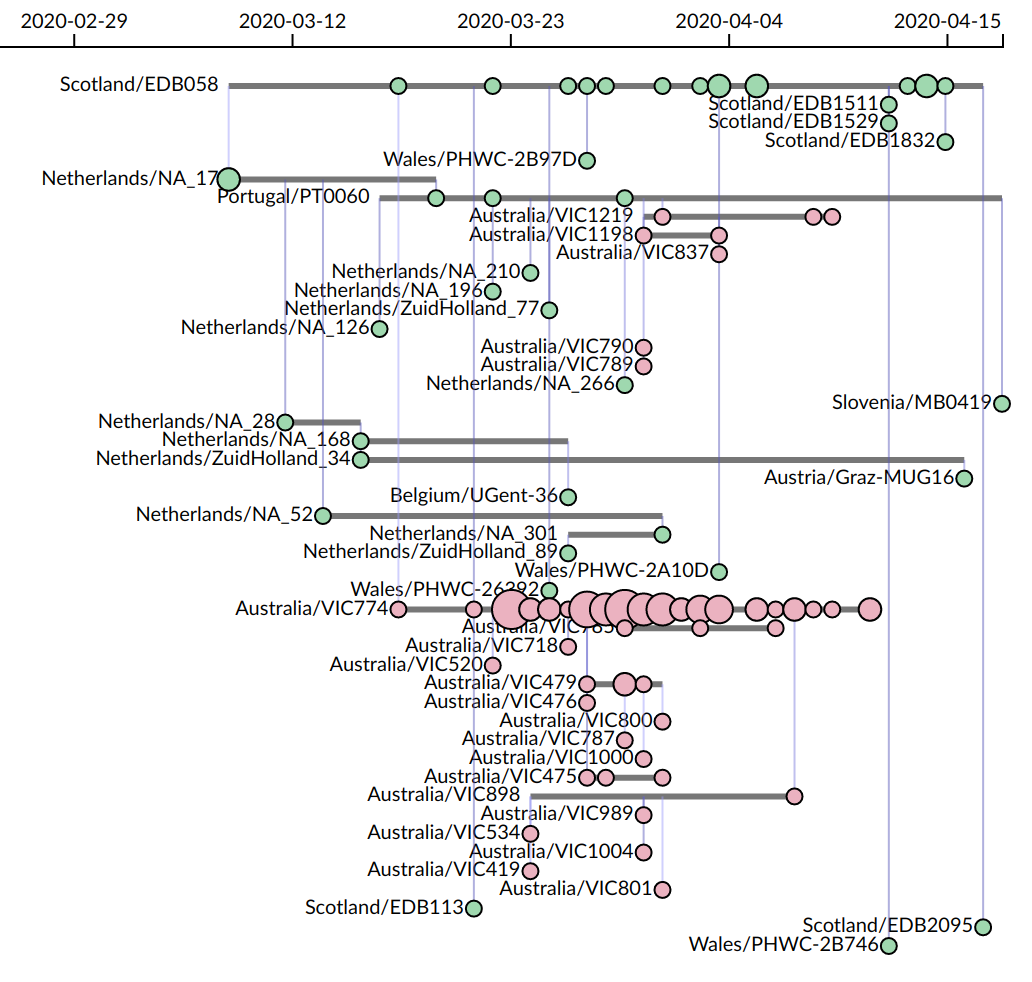 2020-02-29 2020-03-12 2020-03-23 2020-04-04 2020-04-15
Scotland/EDB058
Scotland/EDB1511
Scotland/EDB1529
Scotland/EDB1832
Wales/PHWC-2B97D
Netherlands/NA_17
Portugal/PT0060
Australia/VIC1219
Australia/VIC1198
Australia/VIC837
Netherlands/NA_210
Netherlands/NA_196
Netherlands/ZuidHolland_77
Netherlands/NA_126
Australia/VIC790
Australia/VIC789
Netherlands/NA_266
Slovenia/MB0419
Netherlands/NA_28
Netherlands/NA_168
Netherlands/ZuidHolland_34
Austria/Graz-MUG16
Belgium/UGent-36
Netherlands/NA_52
Netherlands/NA_301
Netherlands/ZuidHolland_89
Wales/PHWC-2A10D
Wales/PHWC-26392
Australia/VIC774
Australia/VIC785
Australia/VIC718
Australia/VIC520
Australia/VIC479
Australia/VIC476
Australia/VIC800
Australia/VIC787
Australia/VIC1000
Australia/VIC475
Australia/VIC898
Australia/VIC989
Australia/VIC534
Australia/VIC1004
Australia/VIC419
Australia/VIC801
Scotland/EDB113
Scotland/EDB2095
Wales/PHWC-2B746